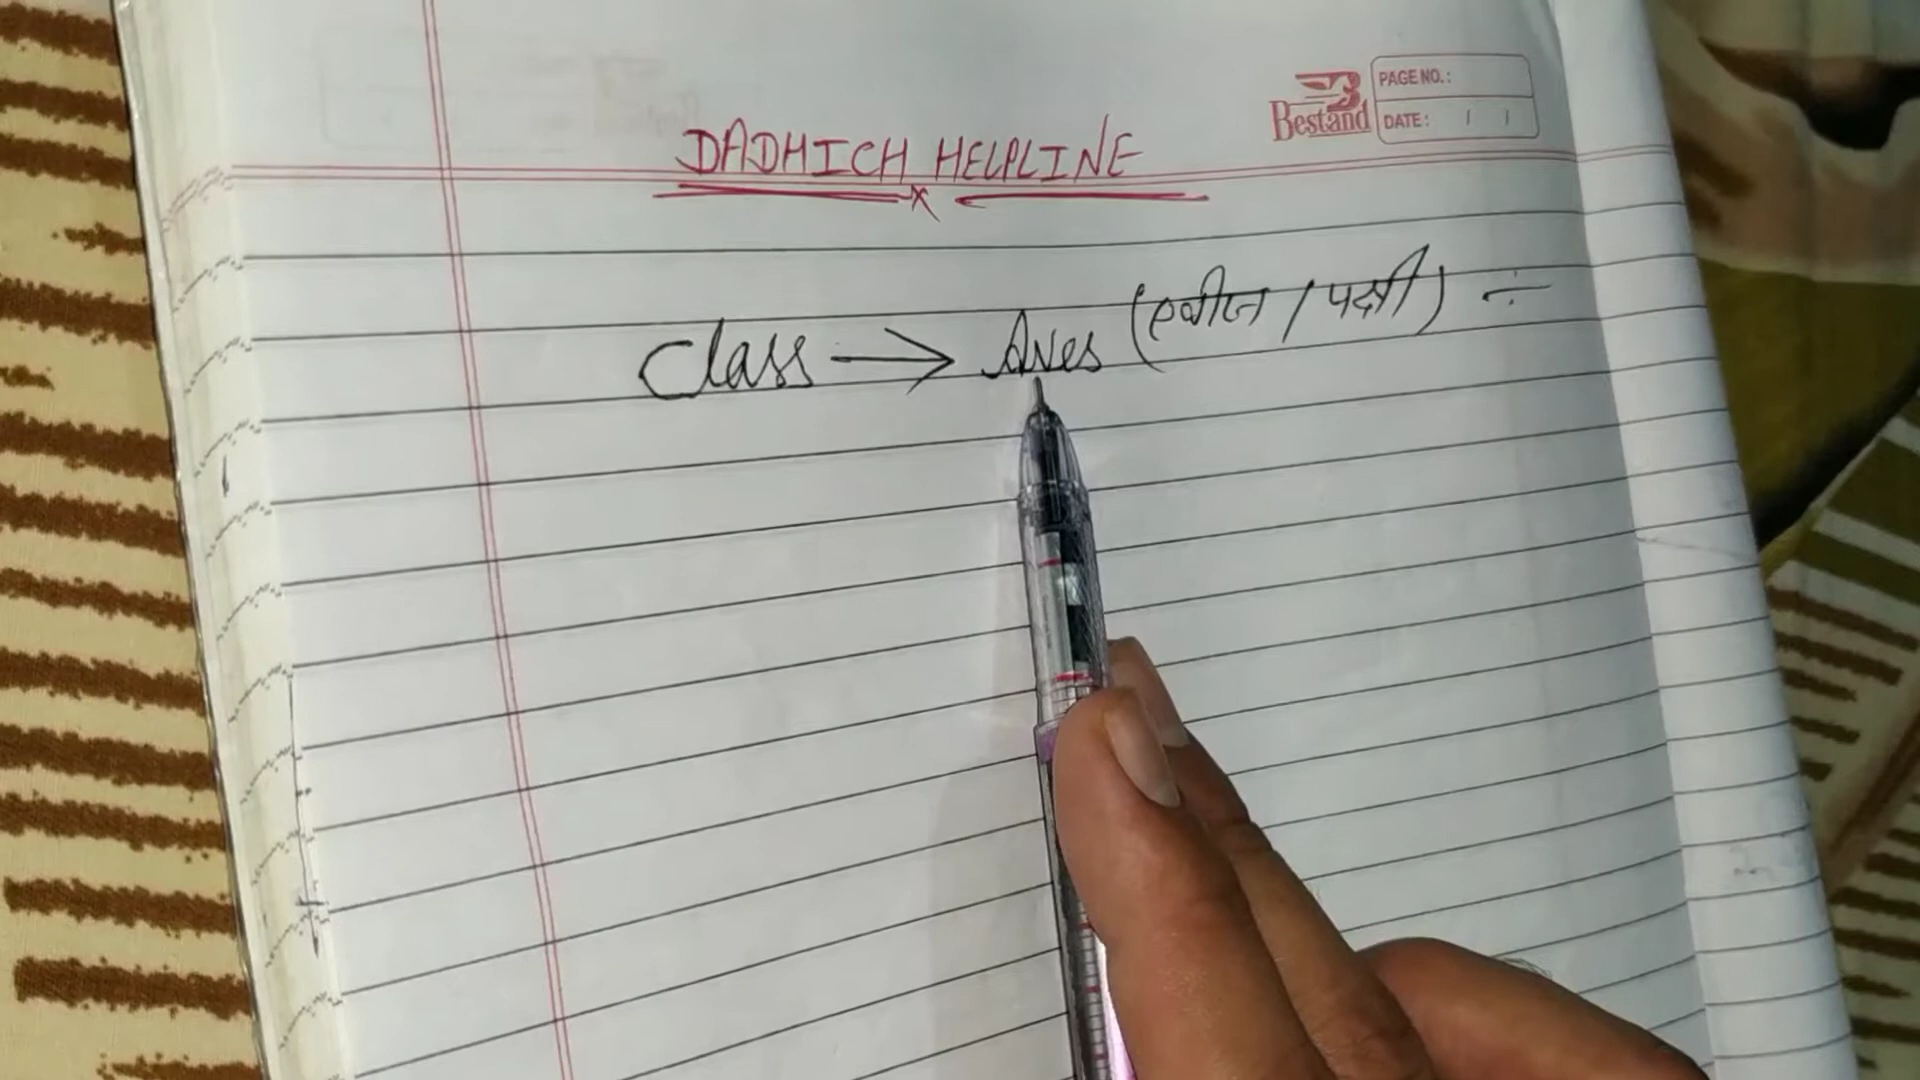 Bestand
PAGE NO.:
DATE: / /
DADHICH HELPLINE
Class → Aves (एवीज / पक्षी) ÷